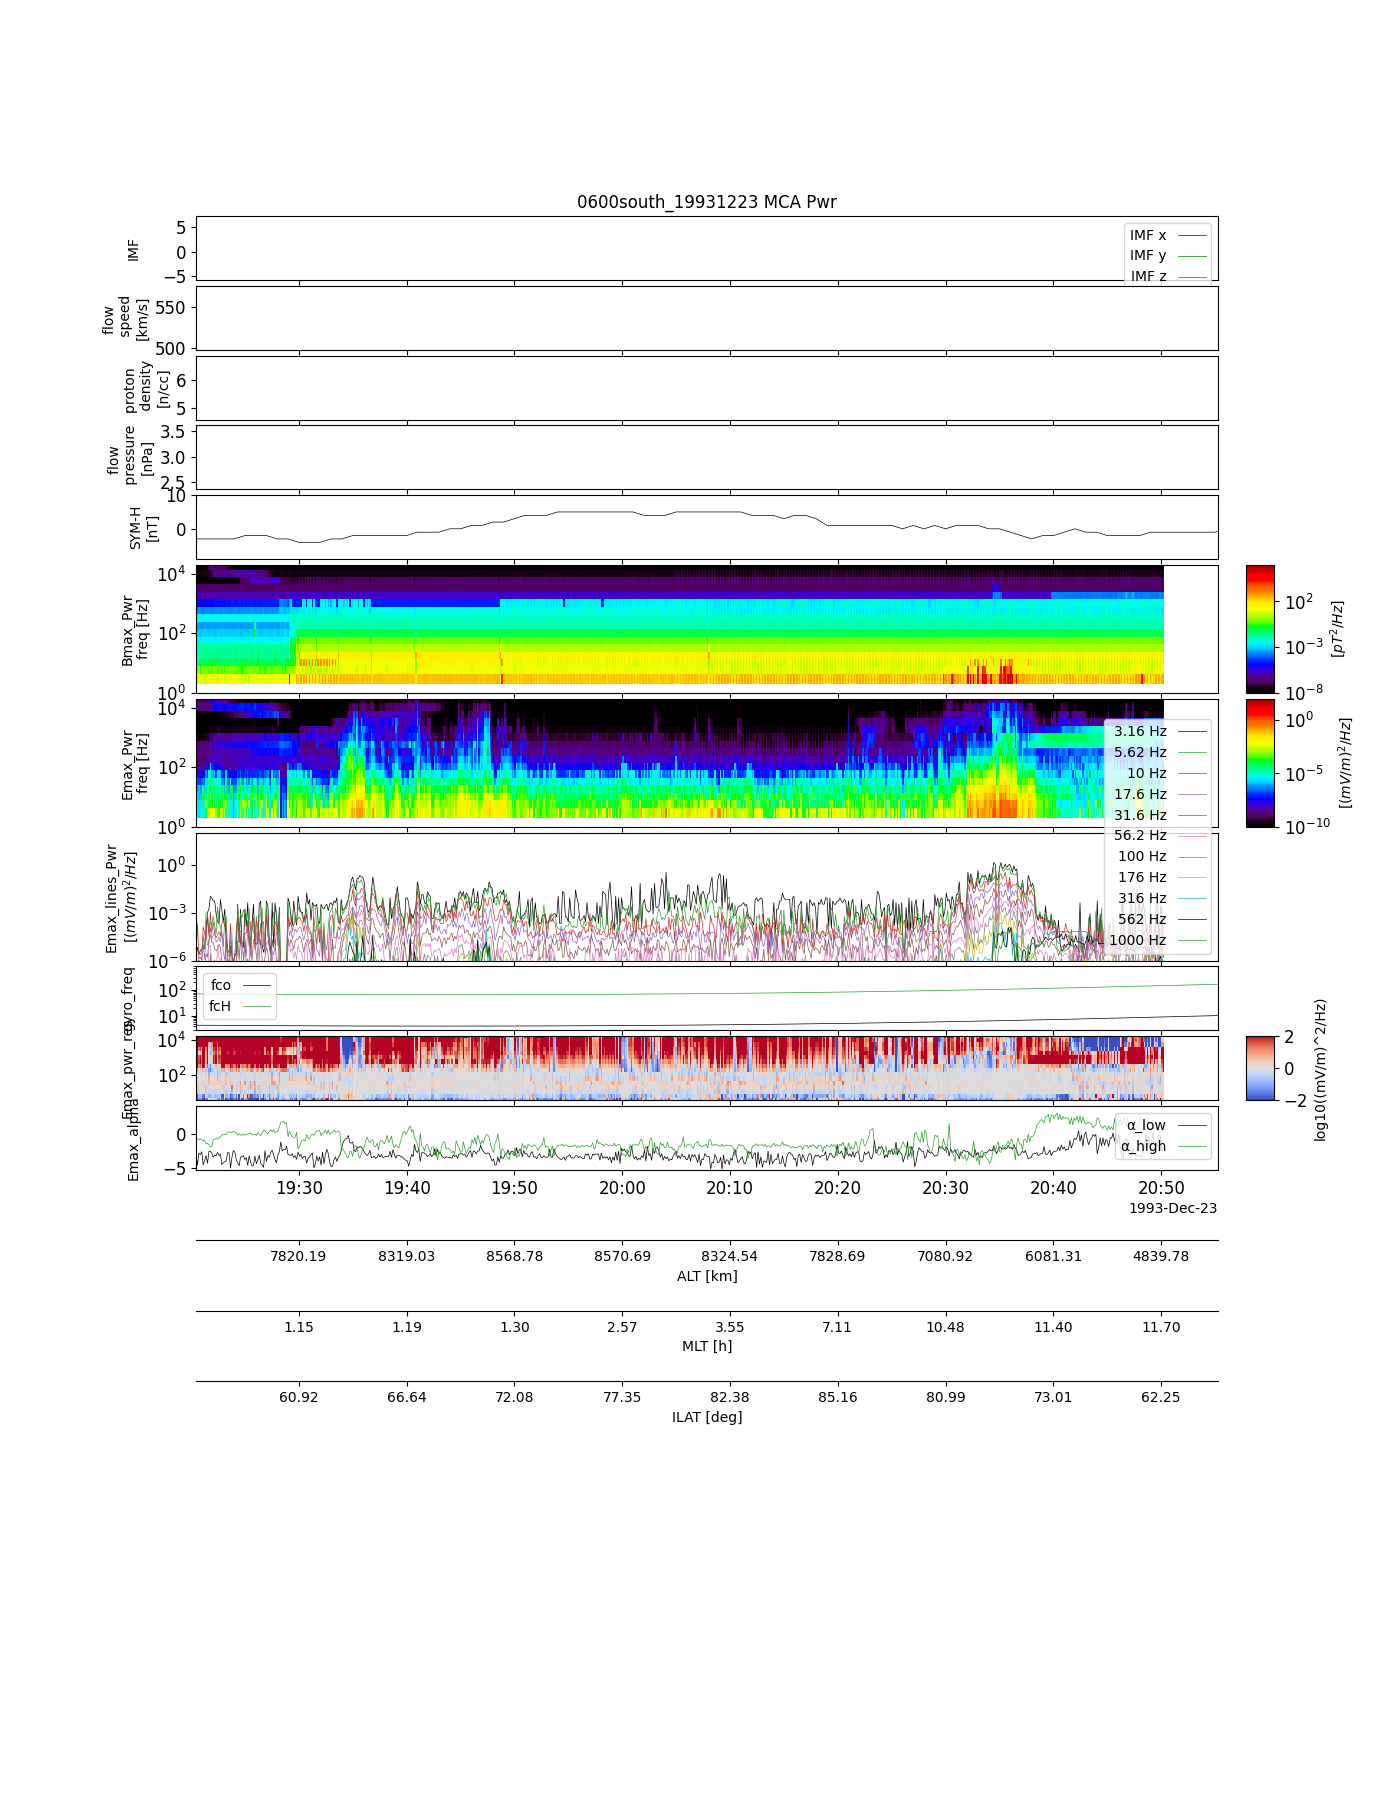 0600south_19931223 MCA Pwr
5
0
−5
IMF
IMF x
IMF y
IMF z
550
500
flow
speed
[km/s]
6
5
proton
density
[n/cc]
3.5
3.0
2.5
flow
pressure
[nPa]
10
0
SYM-H
[nT]
10^4
10^2
10^0
Bmax_Pwr
freq [Hz]
10^2
10^−3
10^−8
[pT^2/Hz]
10^4
10^2
10^0
Emax_Pwr
freq [Hz]
10^0
10^−5
10^−10
[(mV/m)^2/Hz]
3.16 Hz
5.62 Hz
10 Hz
17.6 Hz
31.6 Hz
56.2 Hz
100 Hz
176 Hz
316 Hz
562 Hz
1000 Hz
10^0
10^−3
10^−6
Emax_lines_Pwr
[(mV/m)^2/Hz]
10^2
10^1
gyro_freq
fco
fcH
10^4
10^2
Emax_pwr_reg
2
0
−2
log10((mV/m)^2/Hz)
0
−5
Emax_alpha
α_low
α_high
19:30 19:40 19:50 20:00 20:10 20:20 20:30 20:40 20:50
1993-Dec-23
7820.19 8319.03 8568.78 8570.69 8324.54 7828.69 7080.92 6081.31 4839.78
ALT [km]
1.15 1.19 1.30 2.57 3.55 7.11 10.48 11.40 11.70
MLT [h]
60.92 66.64 72.08 77.35 82.38 85.16 80.99 73.01 62.25
ILAT [deg]